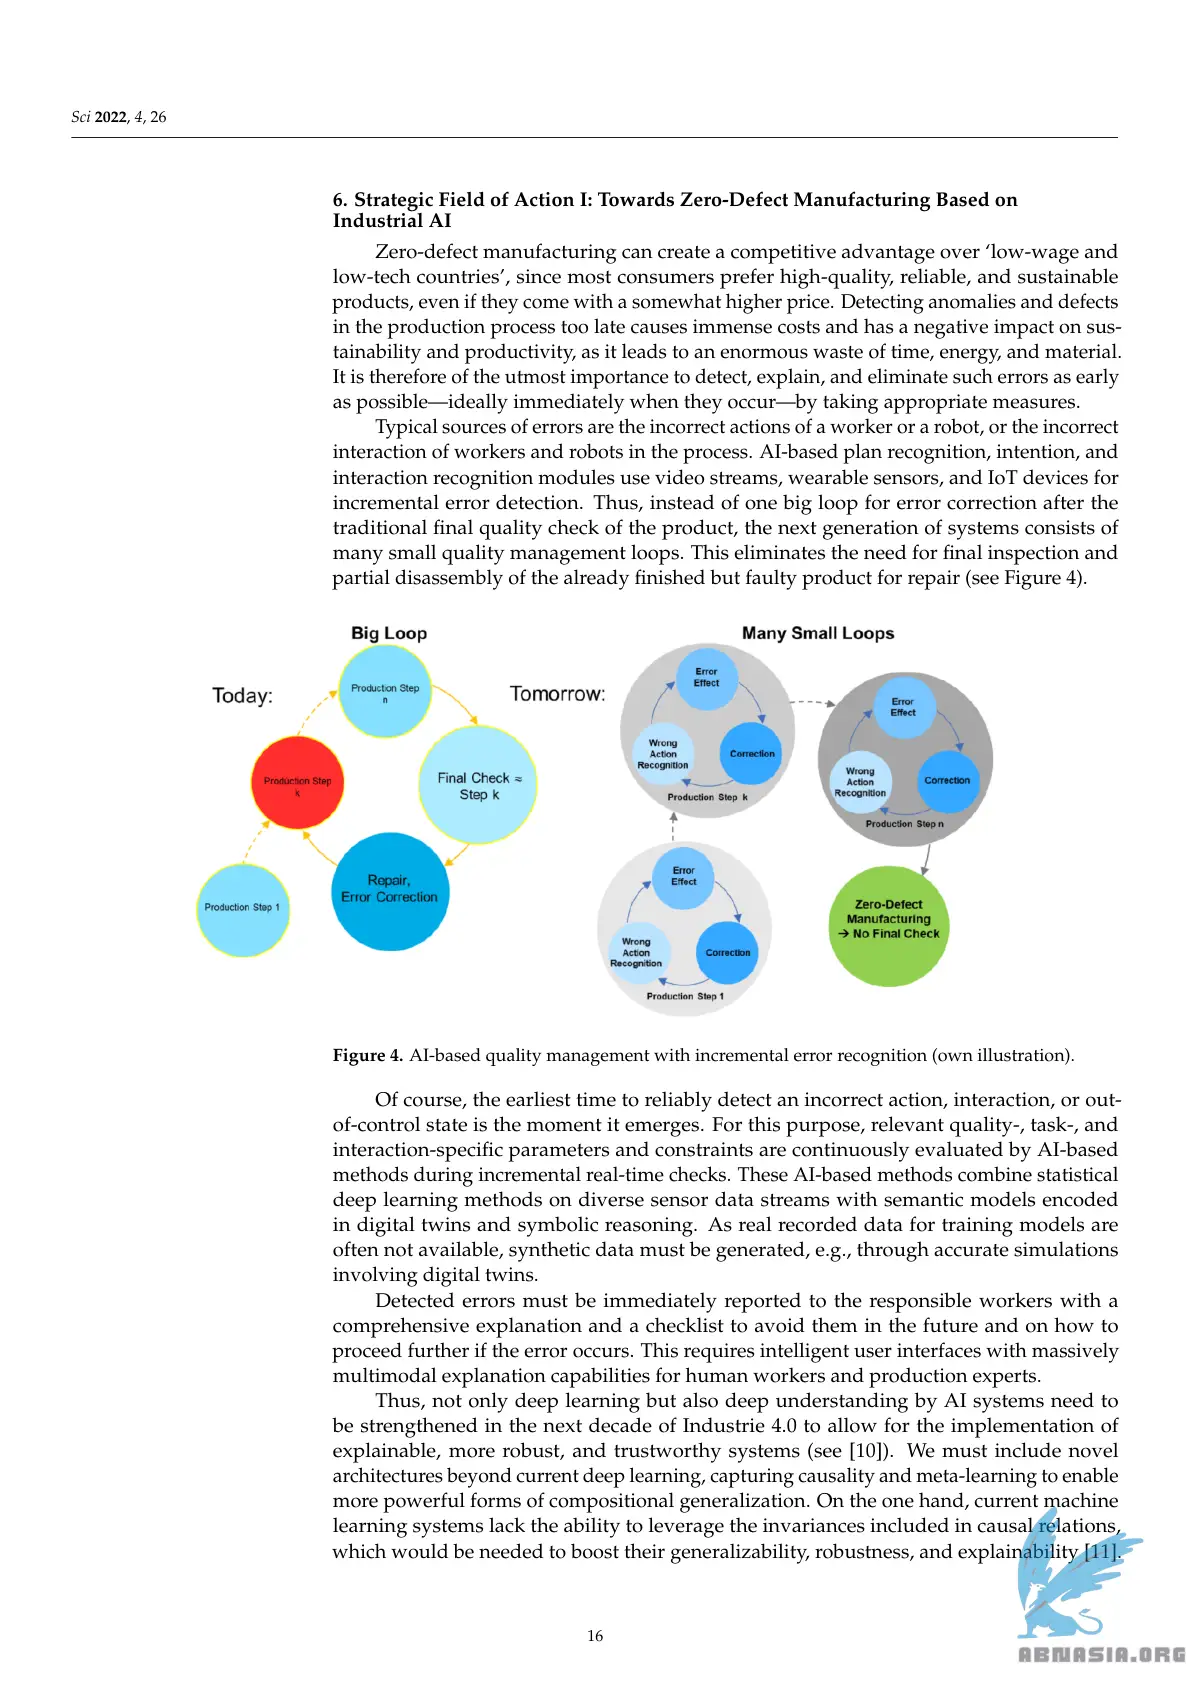 Sci 2022, 4, 26
6. Strategic Field of Action I: Towards Zero-Defect Manufacturing Based on
Industrial AI
Zero-defect manufacturing can create a competitive advantage over ‘low-wage and
low-tech countries’, since most consumers prefer high-quality, reliable, and sustainable
products, even if they come with a somewhat higher price. Detecting anomalies and defects
in the production process too late causes immense costs and has a negative impact on sus-
tainability and productivity, as it leads to an enormous waste of time, energy, and material.
It is therefore of the utmost importance to detect, explain, and eliminate such errors as early
as possible—ideally immediately when they occur—by taking appropriate measures.
Typical sources of errors are the incorrect actions of a worker or a robot, or the incorrect
interaction of workers and robots in the process. AI-based plan recognition, intention, and
interaction recognition modules use video streams, wearable sensors, and IoT devices for
incremental error detection. Thus, instead of one big loop for error correction after the
traditional final quality check of the product, the next generation of systems consists of
many small quality management loops. This eliminates the need for final inspection and
partial disassembly of the already finished but faulty product for repair (see Figure 4).
Big Loop
Today:
Production Step
n
Production Step
k
Final Check ≈
Step k
Repair,
Error Correction
Production Step 1
Many Small Loops
Tomorrow:
Error
Effect
Wrong
Action
Recognition
Correction
Production Step k
Error
Effect
Wrong
Action
Recognition
Correction
Production Step n
Error
Effect
Wrong
Action
Recognition
Correction
Production Step 1
Zero-Defect
Manufacturing
→ No Final Check
Figure 4. AI-based quality management with incremental error recognition (own illustration).
Of course, the earliest time to reliably detect an incorrect action, interaction, or out-
of-control state is the moment it emerges. For this purpose, relevant quality-, task-, and
interaction-specific parameters and constraints are continuously evaluated by AI-based
methods during incremental real-time checks. These AI-based methods combine statistical
deep learning methods on diverse sensor data streams with semantic models encoded
in digital twins and symbolic reasoning. As real recorded data for training models are
often not available, synthetic data must be generated, e.g., through accurate simulations
involving digital twins.
Detected errors must be immediately reported to the responsible workers with a
comprehensive explanation and a checklist to avoid them in the future and on how to
proceed further if the error occurs. This requires intelligent user interfaces with massively
multimodal explanation capabilities for human workers and production experts.
Thus, not only deep learning but also deep understanding by AI systems need to
be strengthened in the next decade of Industrie 4.0 to allow for the implementation of
explainable, more robust, and trustworthy systems (see [10]). We must include novel
architectures beyond current deep learning, capturing causality and meta-learning to enable
more powerful forms of compositional generalization. On the one hand, current machine
learning systems lack the ability to leverage the invariances included in causal relations,
which would be needed to boost their generalizability, robustness, and explainability [11].
16
ABNASIA.ORG